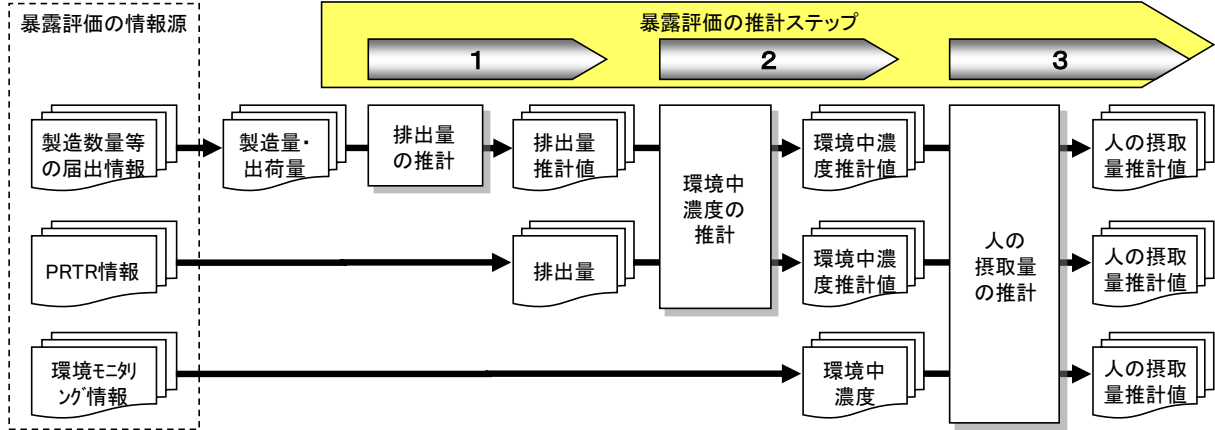 暴露評価の情報源
暴露評価の推計ステップ
1
2
3
製造数量等
の届出情報
製造量・
出荷量
排出量
の推計
排出量
推計値
環境中
濃度の
推計
環境中濃
度推計値
人の
摂取量
の推計
人の摂取
量推計値
PRTR情報
排出量
環境中濃
度推計値
人の摂取
量推計値
環境ﾓﾆﾀﾘ
ﾝｸﾞ情報
環境中
濃度
人の摂取
量推計値